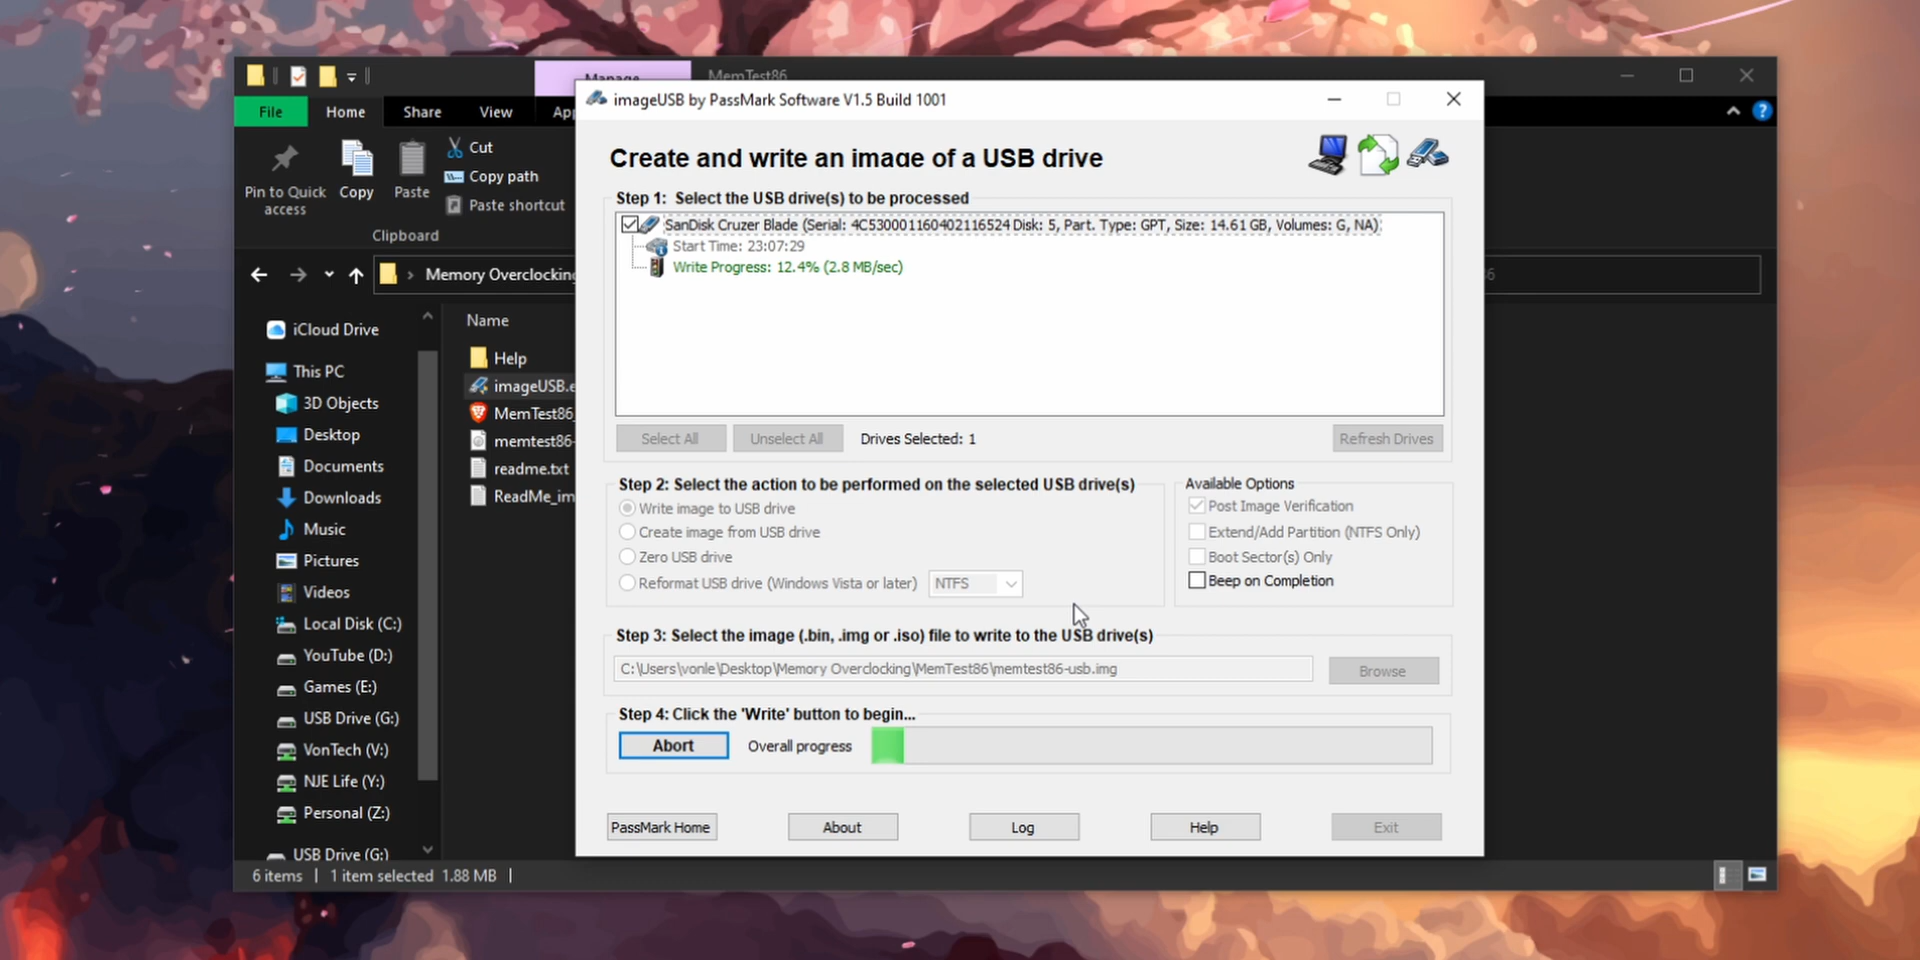 Manage
MemTest86
File
Home
Share
View
App
Pin to Quick
access
Copy
Paste
Cut
Copy path
Paste shortcut
Clipboard
Memory Overclocking
iCloud Drive
This PC
3D Objects
Desktop
Documents
Downloads
Music
Pictures
Videos
Local Disk (C:)
YouTube (D:)
Games (E:)
USB Drive (G:)
VonTech (V:)
NJE Life (Y:)
Personal (Z:)
USB Drive (G:)
Name
Help
imageUSB.e
MemTest86
memtest86-
readme.txt
ReadMe_im
6 items
1 item selected 1.88 MB
imageUSB by PassMark Software V1.5 Build 1001
Create and write an image of a USB drive
Step 1: Select the USB drive(s) to be processed
SanDisk Cruzer Blade (Serial: 4C530001160402116524 Disk: 5, Part. Type: GPT, Size: 14.61 GB, Volumes: G, NA)
Start Time: 23:07:29
Write Progress: 12.4% (2.8 MB/sec)
Select All
Unselect All
Drives Selected: 1
Refresh Drives
Step 2: Select the action to be performed on the selected USB drive(s)
Write image to USB drive
Create image from USB drive
Zero USB drive
Reformat USB drive (Windows Vista or later)
NTFS
Available Options
Post Image Verification
Extend/Add Partition (NTFS Only)
Boot Sector(s) Only
Beep on Completion
Step 3: Select the image (.bin, .img or .iso) file to write to the USB drive(s)
C:\Users\vonle\Desktop\Memory Overclocking\MemTest86\memtest86-usb.img
Browse
Step 4: Click the 'Write' button to begin...
Abort
Overall progress
PassMark Home
About
Log
Help
Exit